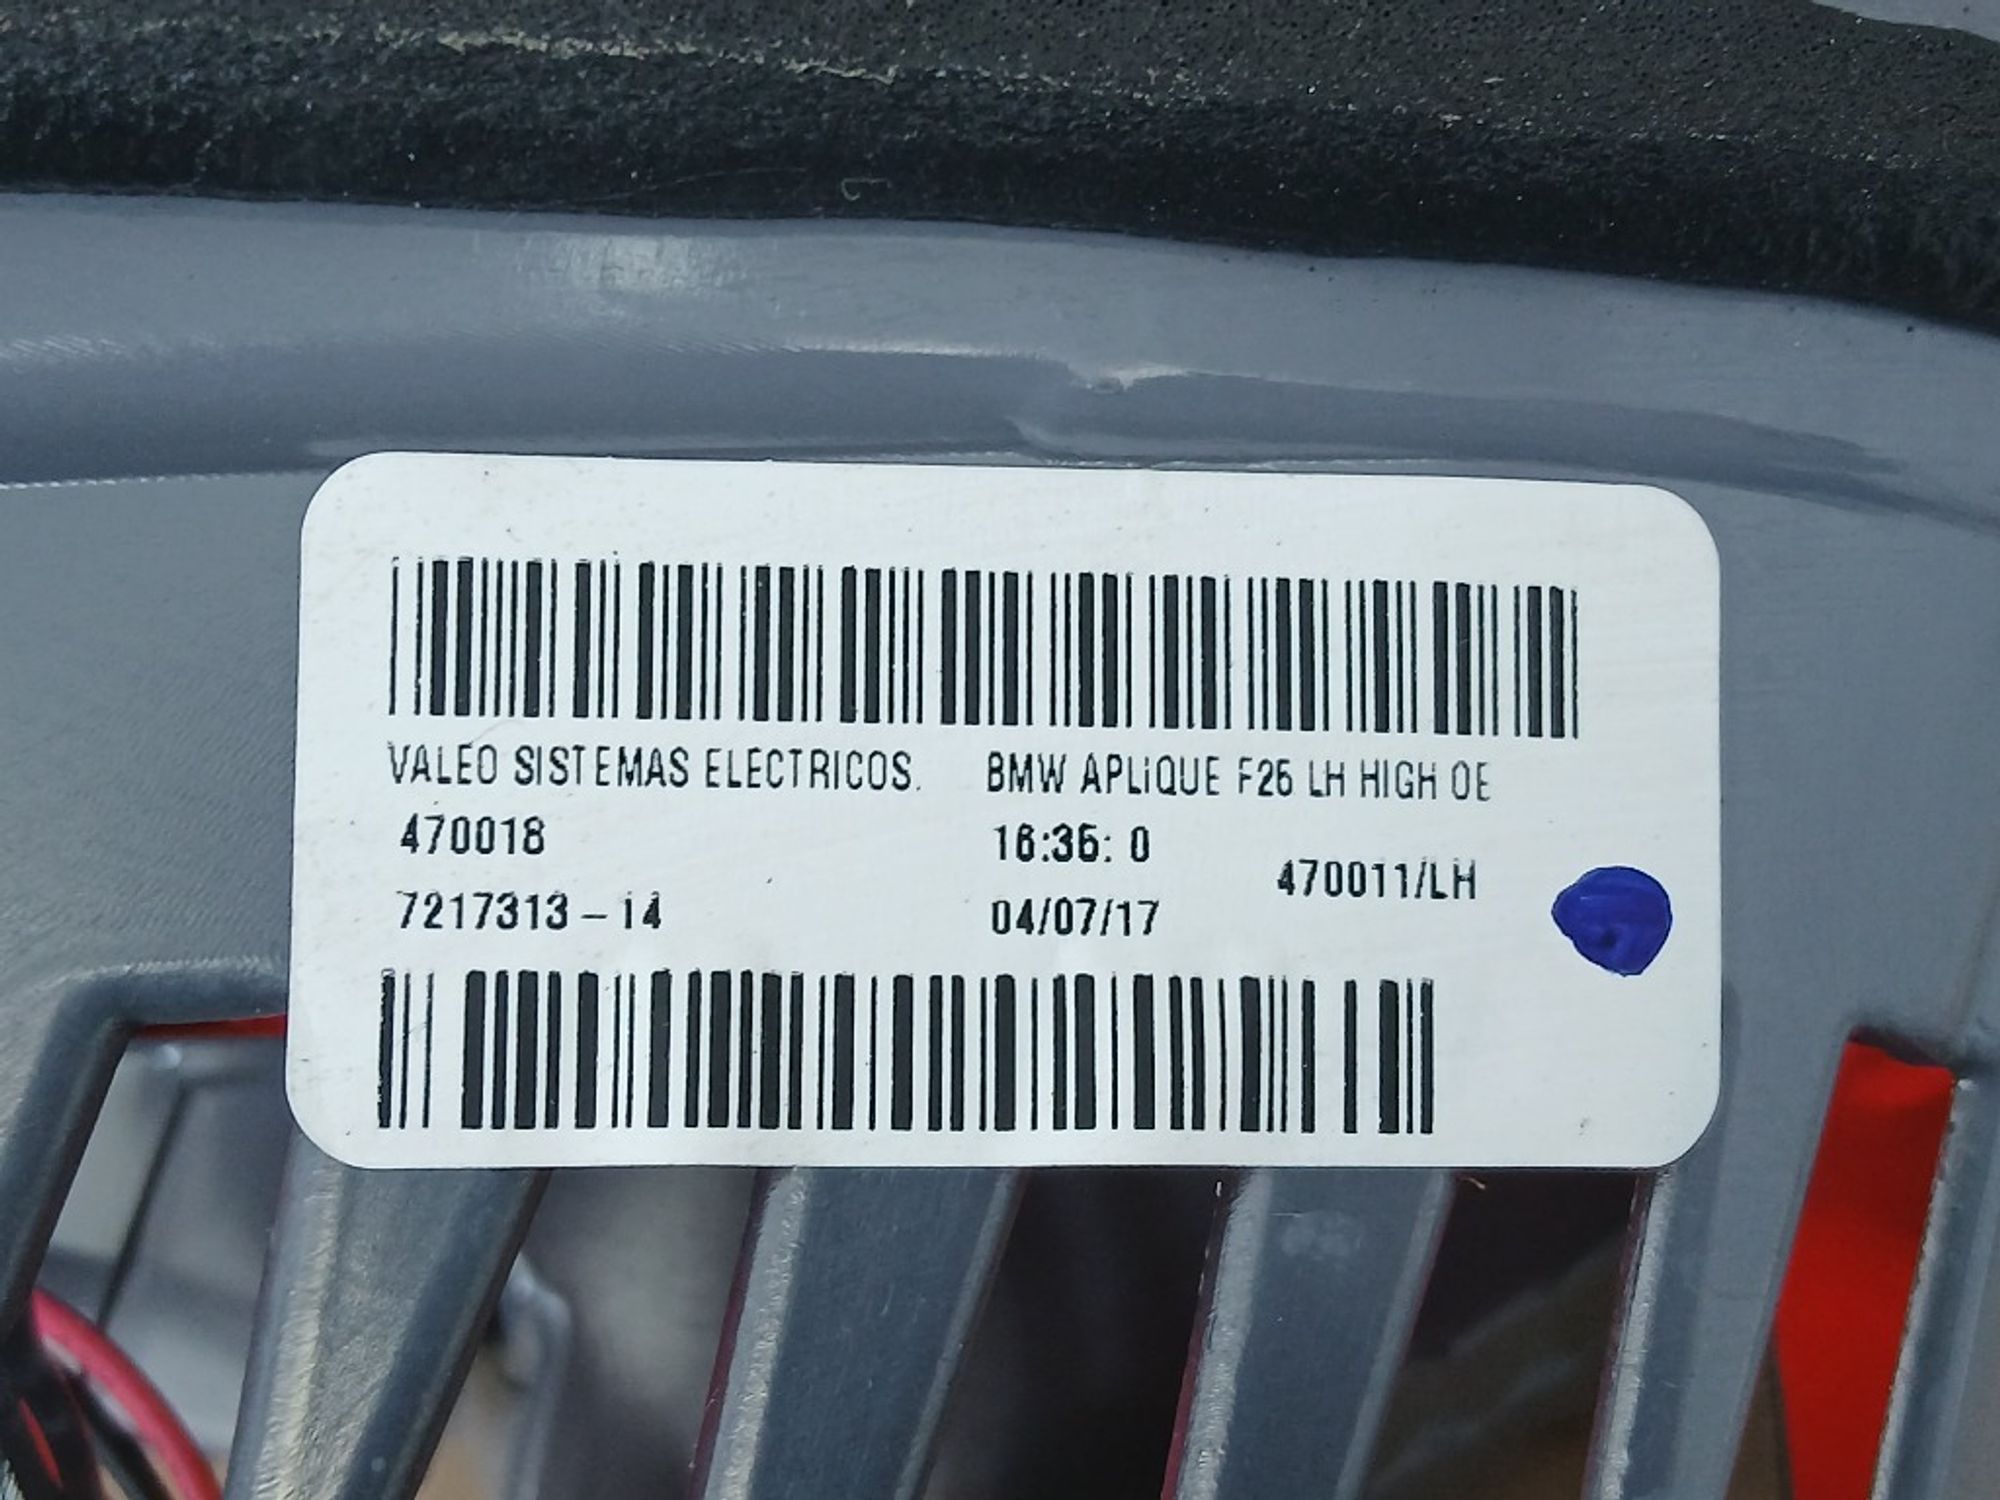 VALEO SISTEMAS ELECTRICOS. BMW APLiQUE F25 LH HIGH OE
470018 16:35: 0
470011/LH
7217313-14 04/07/17